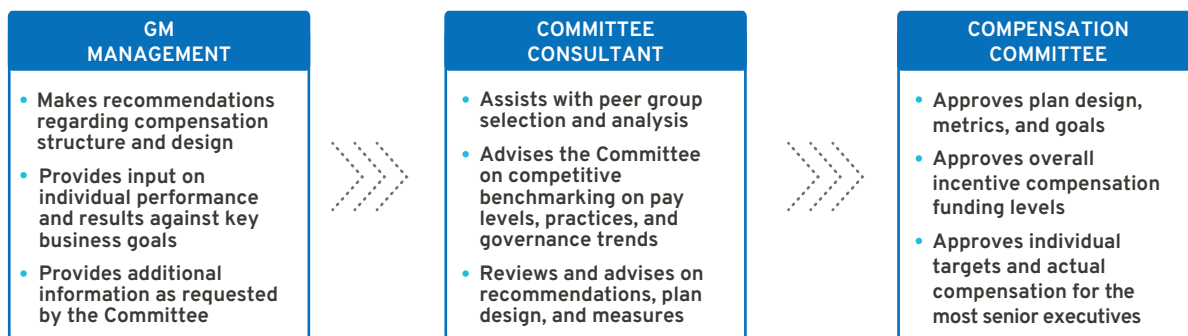 GM
MANAGEMENT
• Makes recommendations
regarding compensation
structure and design
• Provides input on
individual performance
and results against key
business goals
• Provides additional
information as requested
by the Committee
COMMITTEE
CONSULTANT
• Assists with peer group
selection and analysis
• Advises the Committee
on competitive
benchmarking on pay
levels, practices, and
governance trends
• Reviews and advises on
recommendations, plan
design, and measures
COMPENSATION
COMMITTEE
• Approves plan design,
metrics, and goals
• Approves overall
incentive compensation
funding levels
• Approves individual
targets and actual
compensation for the
most senior executives